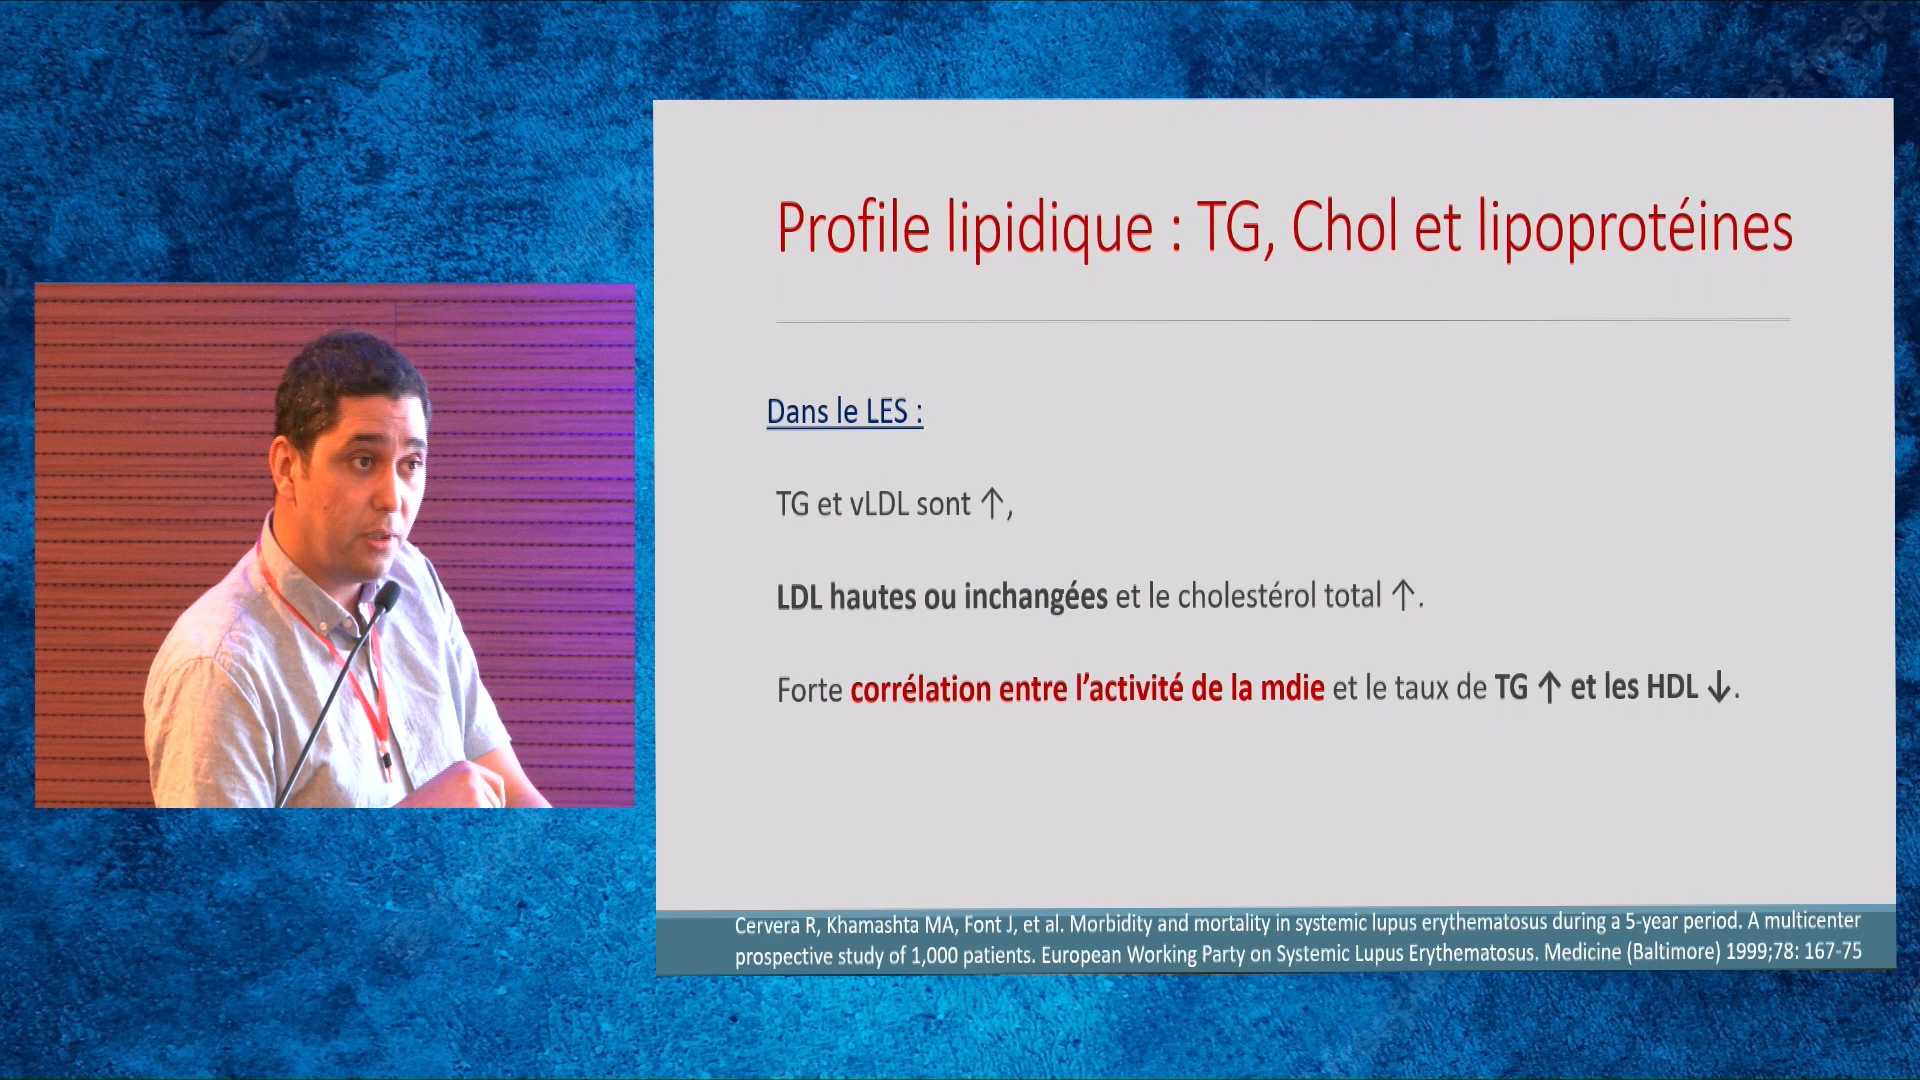 Profile lipidique : TG, Chol et lipoprotéines
Dans le LES :
TG et vLDL sont ↑,
LDL hautes ou inchangées et le cholestérol total ↑.
Forte corrélation entre l’activité de la mdie et le taux de TG ↑ et les HDL ↓.
Cervera R, Khamashta MA, Font J, et al. Morbidity and mortality in systemic lupus erythematosus during a 5-year period. A multicenter
prospective study of 1,000 patients. European Working Party on Systemic Lupus Erythematosus. Medicine (Baltimore) 1999;78: 167-75